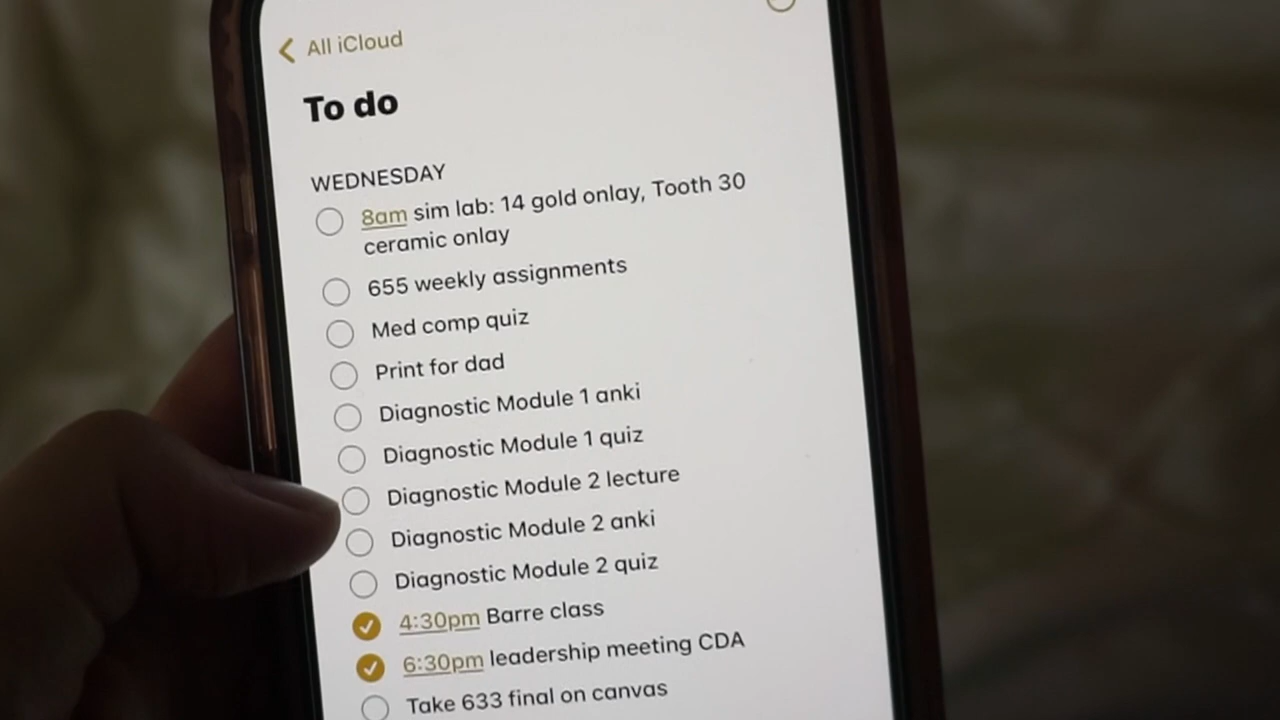 All iCloud
To do
WEDNESDAY
8am sim lab: 14 gold onlay, Tooth 30
ceramic onlay
655 weekly assignments
Med comp quiz
Print for dad
Diagnostic Module 1 anki
Diagnostic Module 1 quiz
Diagnostic Module 2 lecture
Diagnostic Module 2 anki
Diagnostic Module 2 quiz
4:30pm Barre class
6:30pm leadership meeting CDA
Take 633 final on canvas